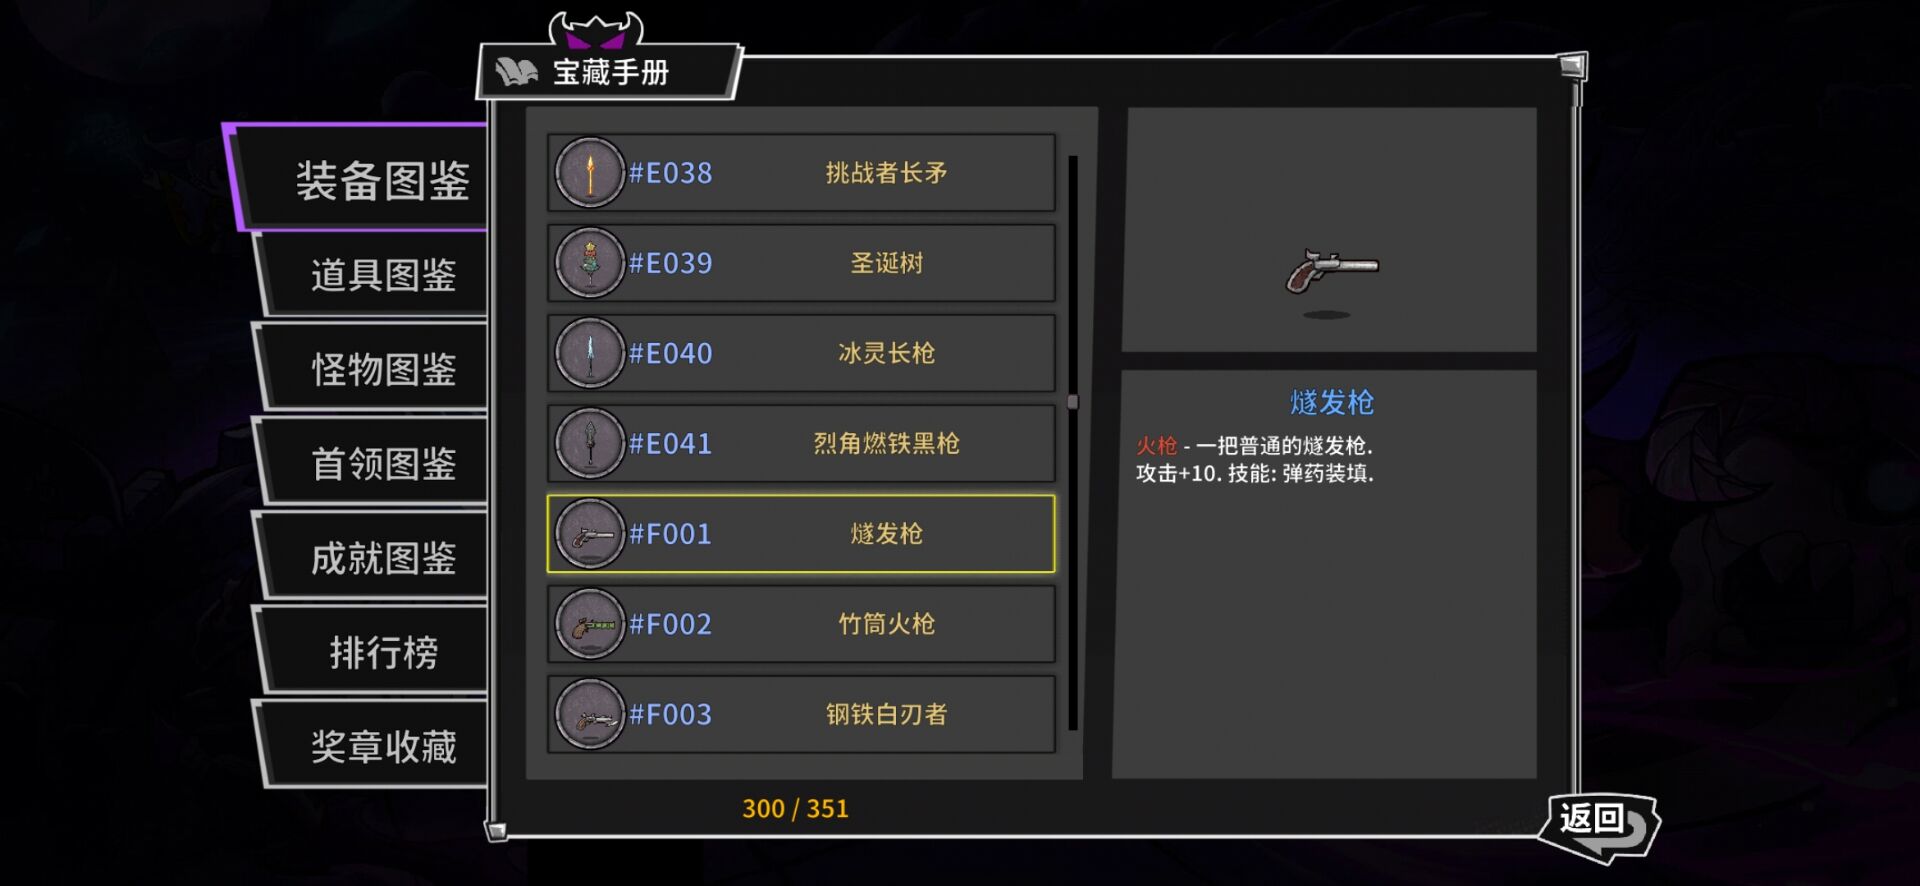 宝藏手册
装备图鉴
道具图鉴
怪物图鉴
首领图鉴
成就图鉴
排行榜
奖章收藏
#E038 挑战者长矛
#E039 圣诞树
#E040 冰灵长枪
#E041 烈角燃铁黑枪
#F001 燧发枪
#F002 竹筒火枪
#F003 钢铁白刃者
300 / 351
燧发枪
火枪 - 一把普通的燧发枪.
攻击+10. 技能: 弹药装填.
返回